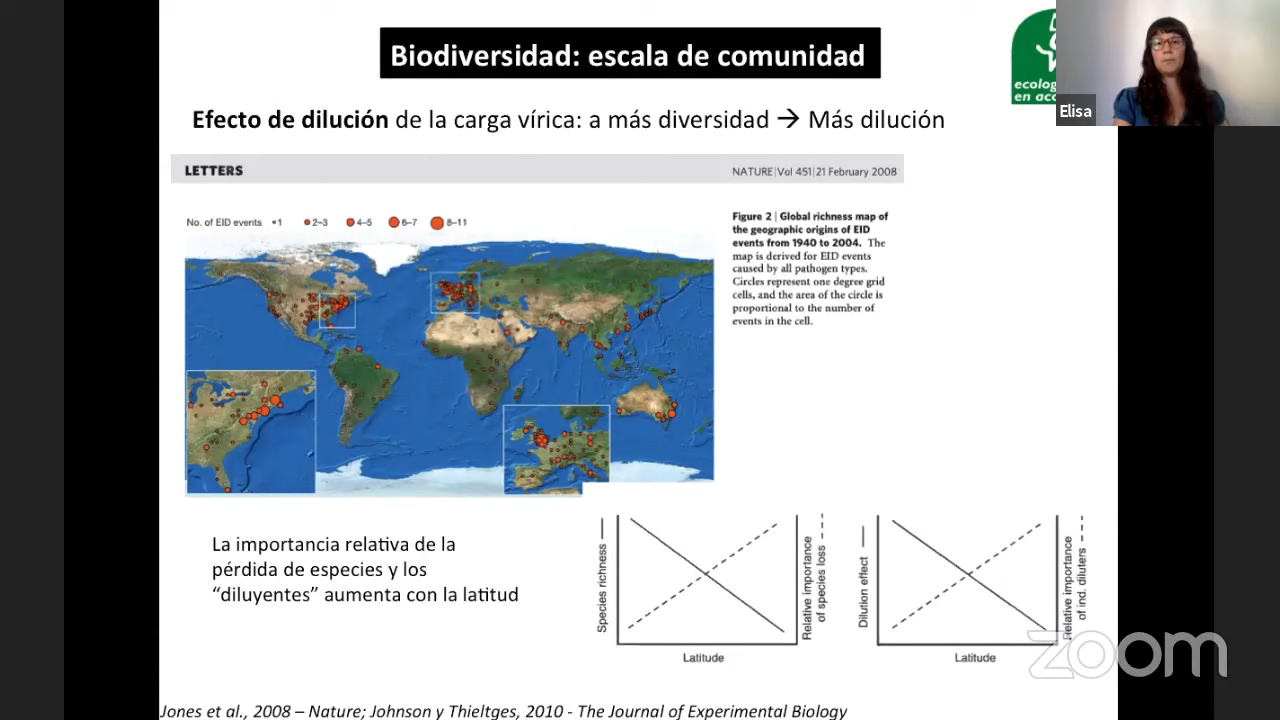 Biodiversidad: escala de comunidad
Efecto de dilución de la carga vírica: a más diversidad → Más dilución
ecolog
en acc
Elisa
LETTERS
NATURE|Vol 451|21 February 2008
No. of EID events 1 2–3 4–5 6–7 8–11
Figure 2 | Global richness map of
the geographic origins of EID
events from 1940 to 2004. The
map is derived for EID events
caused by all pathogen types.
Circles represent one degree grid
cells, and the area of the circle is
proportional to the number of
events in the cell.
La importancia relativa de la
pérdida de especies y los
“diluyentes” aumenta con la latitud
Species richness
Relative importance
of species loss
Latitude
Dilution effect
Relative importance
of ind. diluters
Latitude
zoom
Jones et al., 2008 – Nature; Johnson y Thieltges, 2010 - The Journal of Experimental Biology